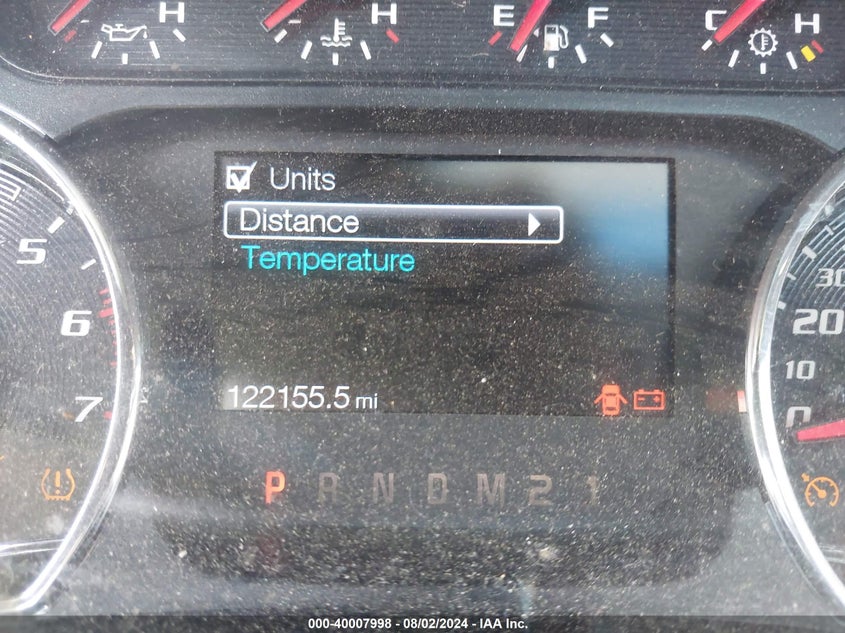 H H E F C H
Units
Distance
Temperature
5
6
7
30
20
10
0
122155.5 mi
P R N D M 2 1
000-40007998 - 08/02/2024 - IAA Inc.